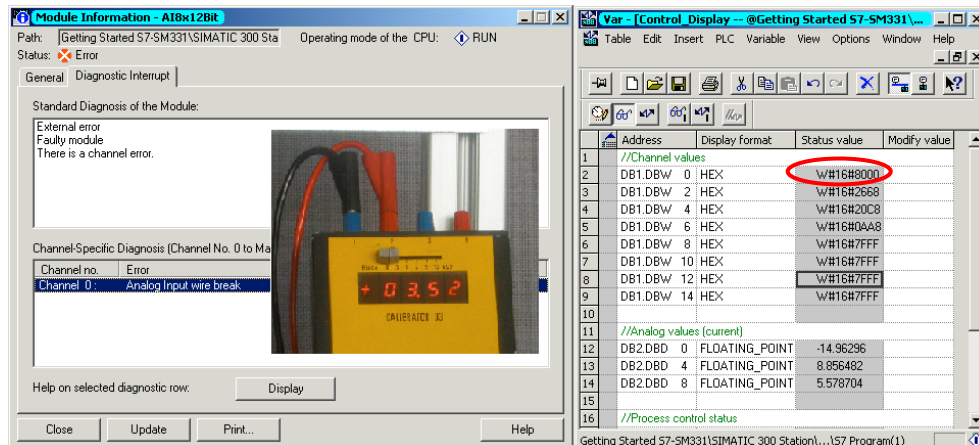 Module Information - AI8x12Bit
Path: Getting Started S7-SM331\SIMATIC 300 Sta Operating mode of the CPU: RUN
Status: Error
General Diagnostic Interrupt
Standard Diagnosis of the Module:
External error
Faulty module
There is a channel error.
Channel-Specific Diagnosis (Channel No. 0 to Ma
Channel no. Error
Channel 0 : Analog Input wire break
+ 03.52
CALIBRATOR
Help on selected diagnostic row: Display
Close Update Print... Help
Var - [Control_Display -- @Getting Started S7-SM331\...
Table Edit Insert PLC Variable View Options Window Help
Address Display format Status value Modify value
1 //Channel values
2 DB1.DBW 0 HEX W#16#8000
3 DB1.DBW 2 HEX W#16#2668
4 DB1.DBW 4 HEX W#16#20C8
5 DB1.DBW 6 HEX W#16#0AA8
6 DB1.DBW 8 HEX W#16#7FFF
7 DB1.DBW 10 HEX W#16#7FFF
8 DB1.DBW 12 HEX W#16#7FFF
9 DB1.DBW 14 HEX W#16#7FFF
10
11 //Analog values (current)
12 DB2.DBD 0 FLOATING_POINT -14.96296
13 DB2.DBD 4 FLOATING_POINT 8.856482
14 DB2.DBD 8 FLOATING_POINT 5.578704
15
16 //Process control status
Getting Started S7-SM331\SIMATIC 300 Station\...\S7 Program(1)